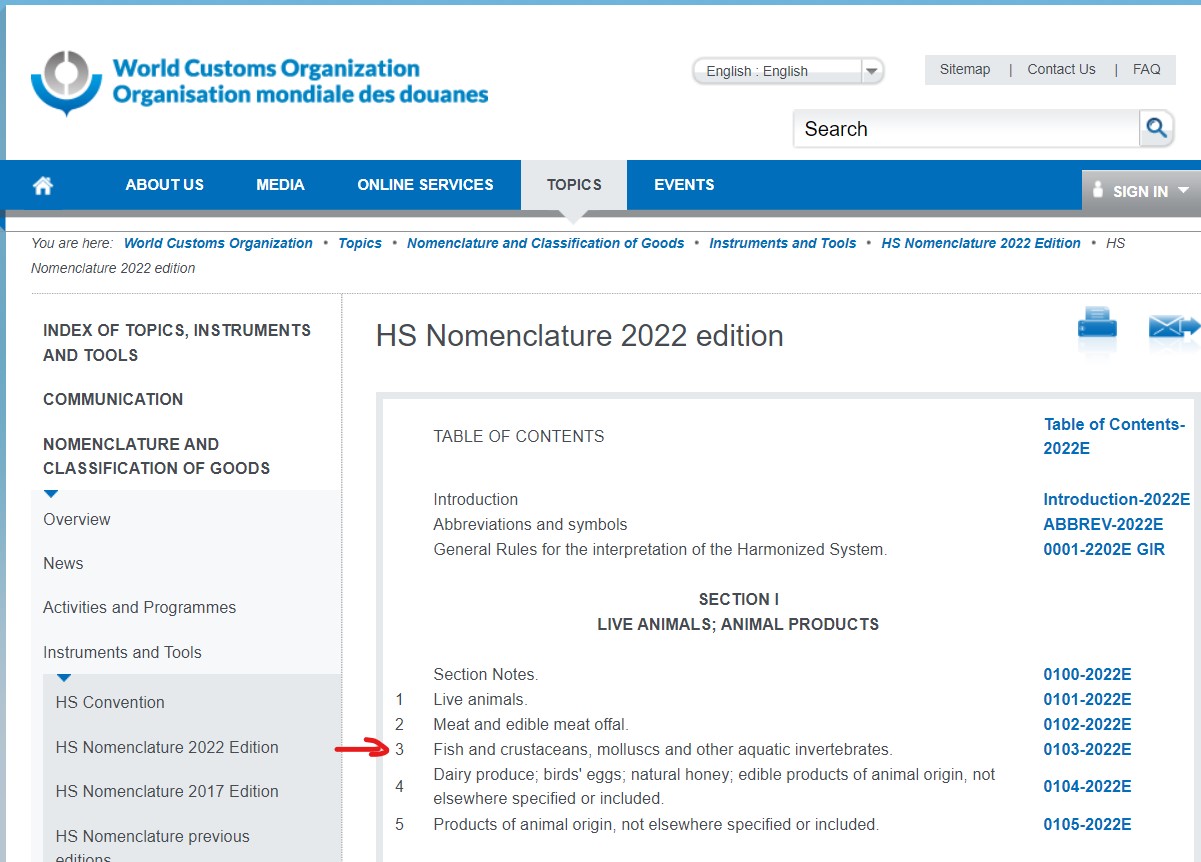 World Customs Organization
Organisation mondiale des douanes
English : English
Sitemap | Contact Us | FAQ
Search
ABOUT US MEDIA ONLINE SERVICES TOPICS EVENTS SIGN IN
You are here: World Customs Organization • Topics • Nomenclature and Classification of Goods • Instruments and Tools • HS Nomenclature 2022 Edition • HS
Nomenclature 2022 edition
INDEX OF TOPICS, INSTRUMENTS
AND TOOLS
COMMUNICATION
NOMENCLATURE AND
CLASSIFICATION OF GOODS
Overview
News
Activities and Programmes
Instruments and Tools
HS Convention
HS Nomenclature 2022 Edition
HS Nomenclature 2017 Edition
HS Nomenclature previous
editions
HS Nomenclature 2022 edition
TABLE OF CONTENTS
Table of Contents-
2022E
Introduction Introduction-2022E
Abbreviations and symbols ABBREV-2022E
General Rules for the interpretation of the Harmonized System. 0001-2202E GIR
SECTION I
LIVE ANIMALS; ANIMAL PRODUCTS
Section Notes. 0100-2022E
1 Live animals. 0101-2022E
2 Meat and edible meat offal. 0102-2022E
3 Fish and crustaceans, molluscs and other aquatic invertebrates. 0103-2022E
4 Dairy produce; birds' eggs; natural honey; edible products of animal origin, not
elsewhere specified or included. 0104-2022E
5 Products of animal origin, not elsewhere specified or included. 0105-2022E